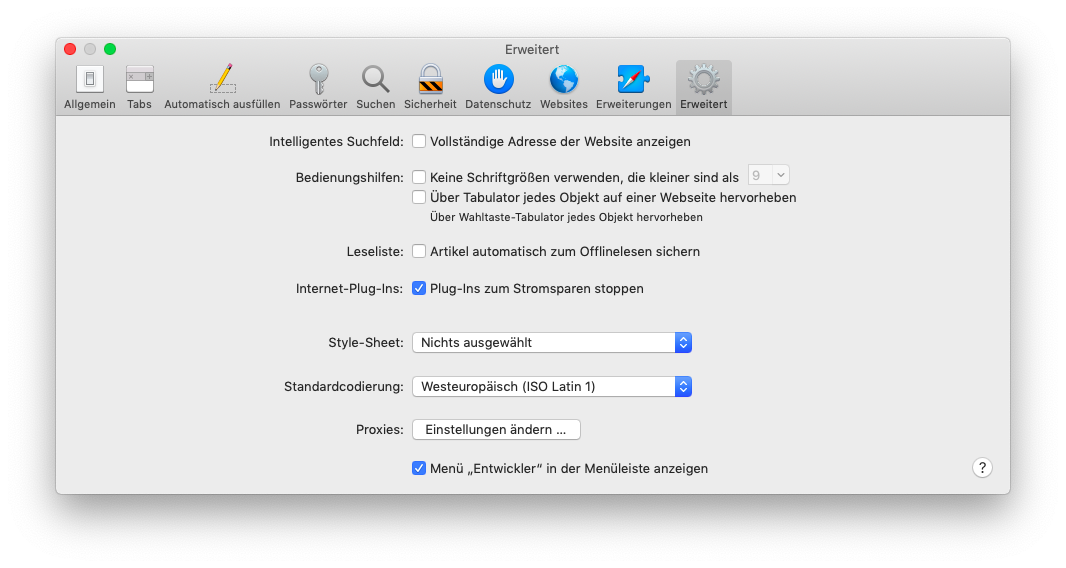 Erweitert
Allgemein Tabs Automatisch ausfüllen Passwörter Suchen Sicherheit Datenschutz Websites Erweiterungen Erweitert
Intelligentes Suchfeld: Vollständige Adresse der Website anzeigen
Bedienungshilfen: Keine Schriftgrößen verwenden, die kleiner sind als 9
Über Tabulator jedes Objekt auf einer Webseite hervorheben
Über Wahltaste-Tabulator jedes Objekt hervorheben
Leseliste: Artikel automatisch zum Offlinelesen sichern
Internet-Plug-Ins: Plug-Ins zum Stromsparen stoppen
Style-Sheet: Nichts ausgewählt
Standardcodierung: Westeuropäisch (ISO Latin 1)
Proxies: Einstellungen ändern ...
Menü „Entwickler“ in der Menüleiste anzeigen
?